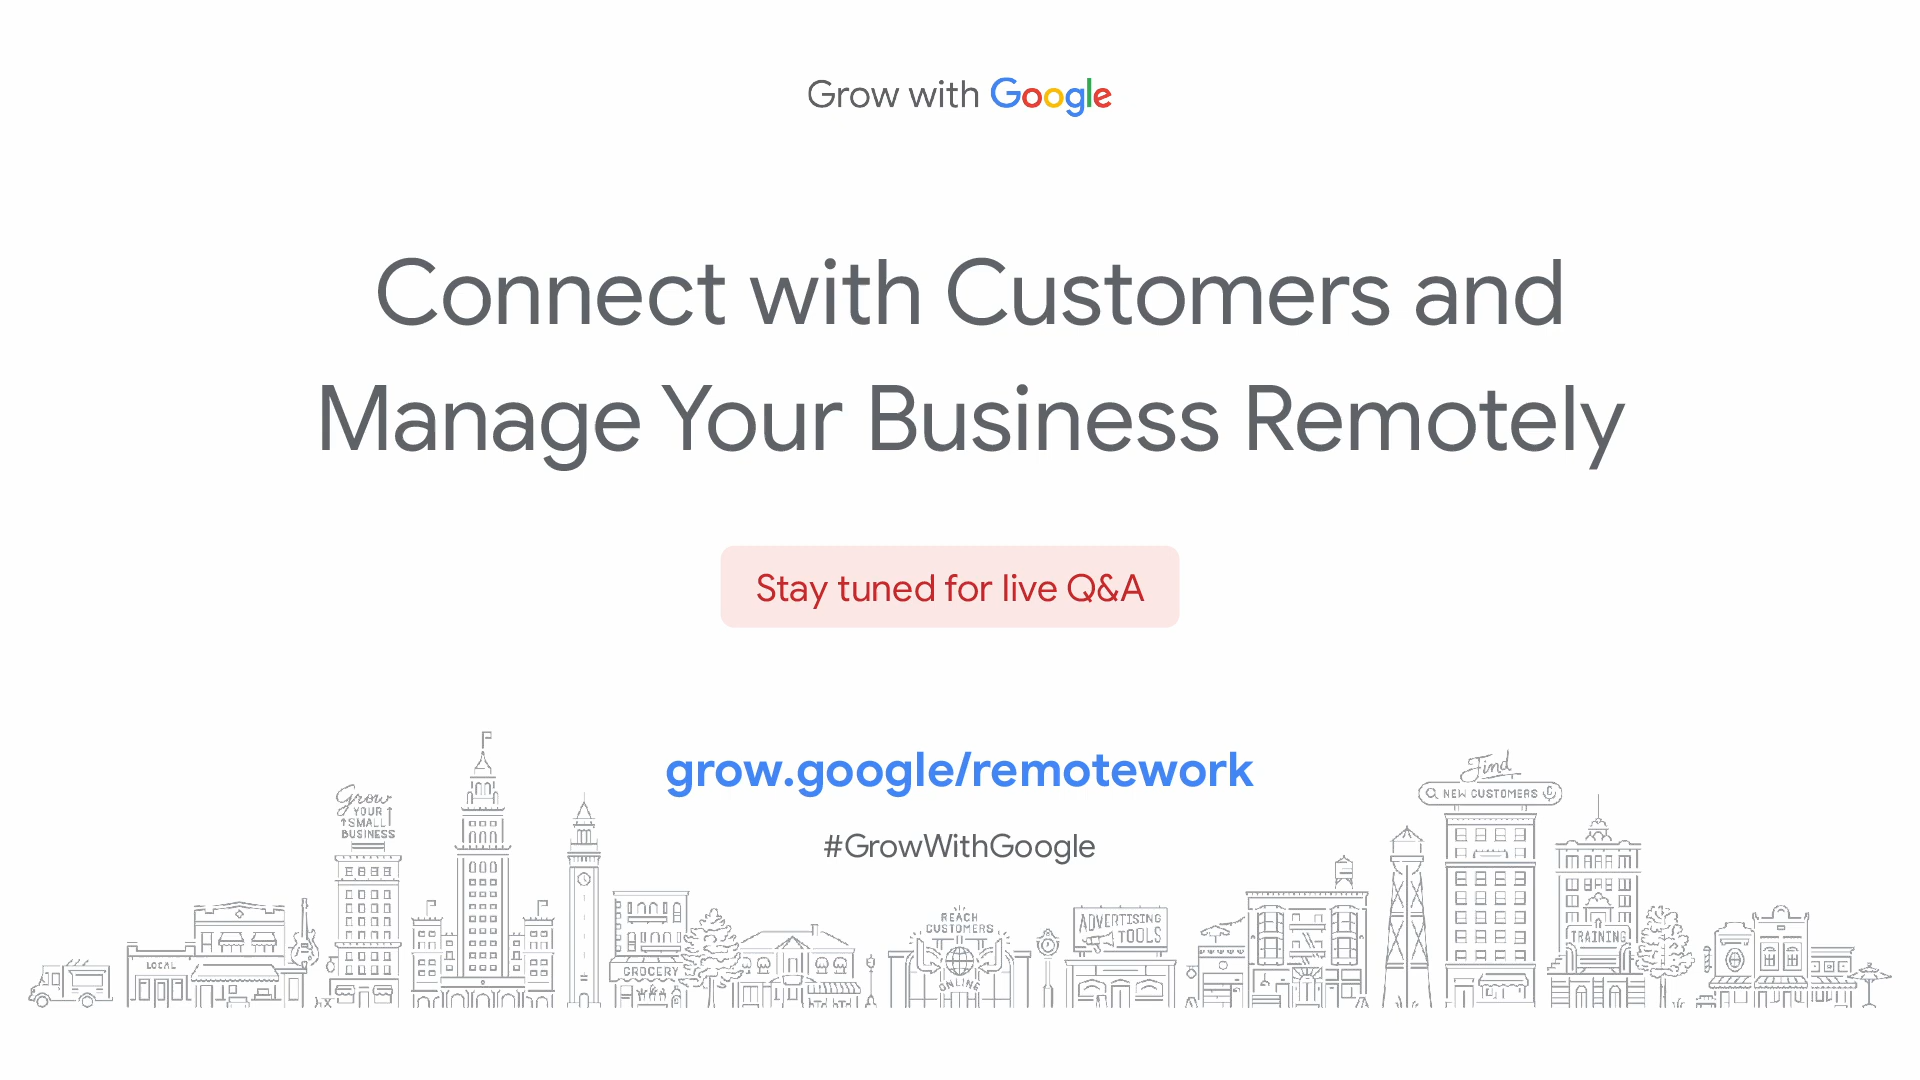 Grow with Google
Connect with Customers and
Manage Your Business Remotely
Stay tuned for live Q&A
grow.google/remotework
#GrowWithGoogle
Grow
YOUR
SMALL
BUSINESS
Find
NEW CUSTOMERS
LOCAL
GROCERY
REACH
CUSTOMERS
ONLINE
ADVERTISING
TOOLS
TRAINING